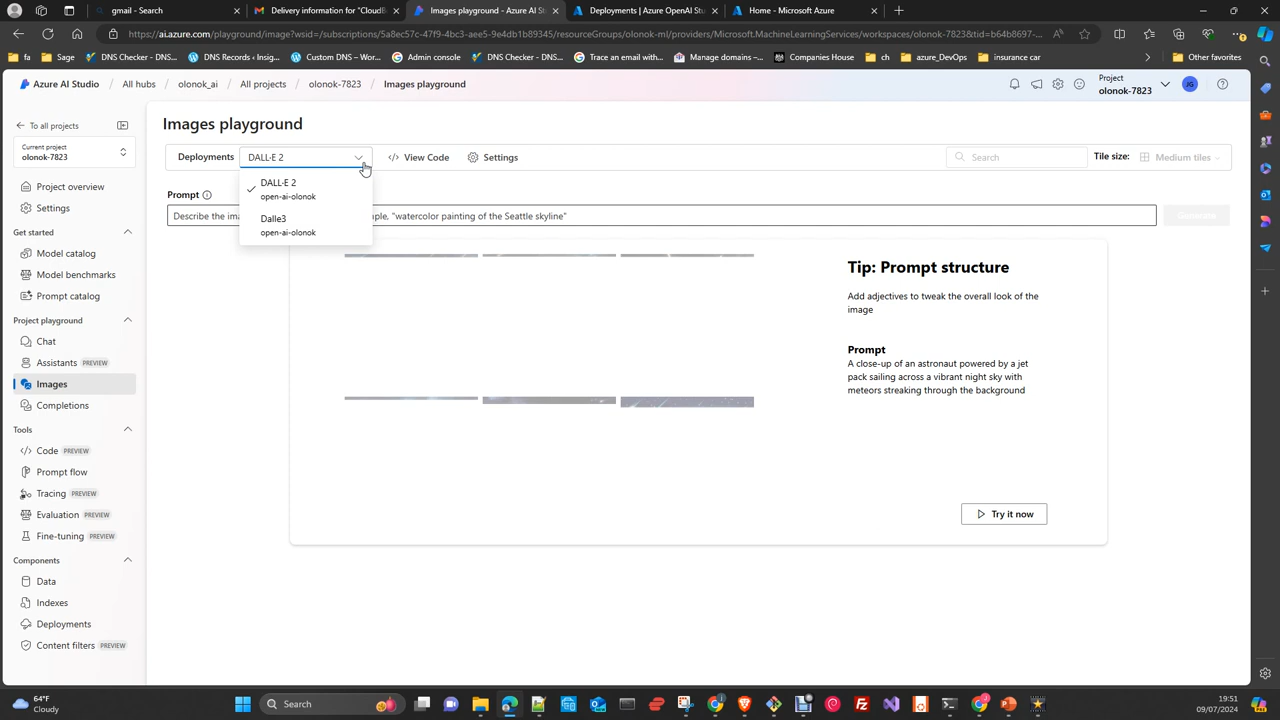 gmail - Search
Delivery information for "CloudB
Images playground - Azure AI St
Deployments | Azure OpenAI Stu
Home - Microsoft Azure
https://ai.azure.com/playground/image?wsid=/subscriptions/5a8ec57c-47f9-4bc3-aee5-9e4db1b89345/resourceGroups/olonok-ml/providers/Microsoft.MachineLearningServices/workspaces/olonok-7823&tid=b64b8697-...
fa
Search
DNS Checker - DNS...
DNS Records ‹ Insig...
Custom DNS – Wor...
Admin console
DNS Checker - DNS...
Trace an email with...
Manage domains –...
Companies House
azure_DevOps
insurance car
Other favorites
Azure AI Studio / All hubs / olonok_ai / All projects / olonok-7823 / Images playground
Project
olonok-7823
JG
To all projects
Current project
olonok-7823
Project overview
Settings
Get started
Model catalog
Model benchmarks
Prompt catalog
Project playground
Chat
Assistants PREVIEW
Images
Completions
Tools
Code PREVIEW
Prompt flow
Tracing PREVIEW
Evaluation PREVIEW
Fine-tuning PREVIEW
Components
Data
Indexes
Deployments
Content filters PREVIEW
Images playground
Deployments
DALL·E 2
View Code
Settings
Search
Tile size:
Medium tiles
DALL·E 2
open-ai-olonok
Dalle3
open-ai-olonok
Prompt
Describe the ima
ple, "watercolor painting of the Seattle skyline"
Generate
Tip: Prompt structure
Add adjectives to tweak the overall look of the
image
Prompt
A close-up of an astronaut powered by a jet
pack sailing across a vibrant night sky with
meteors streaking through the background
Try it now
64°F
Cloudy
Search
19:51
09/07/2024